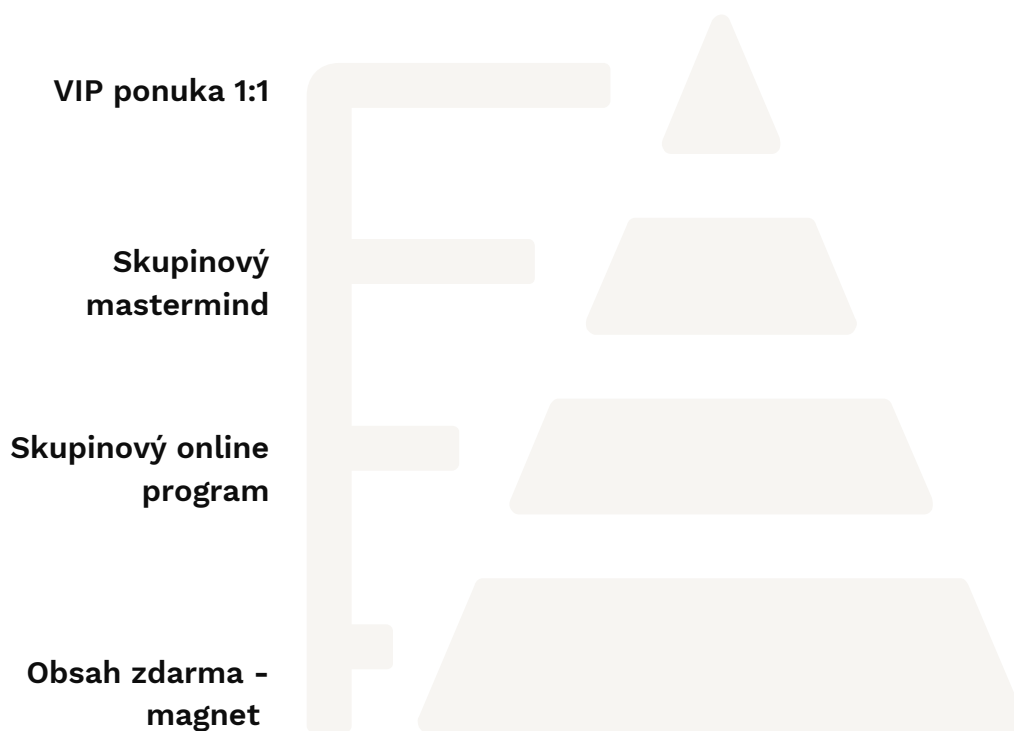 VIP ponuka 1:1
Skupinový
mastermind
Skupinový online
program
Obsah zdarma -
magnet